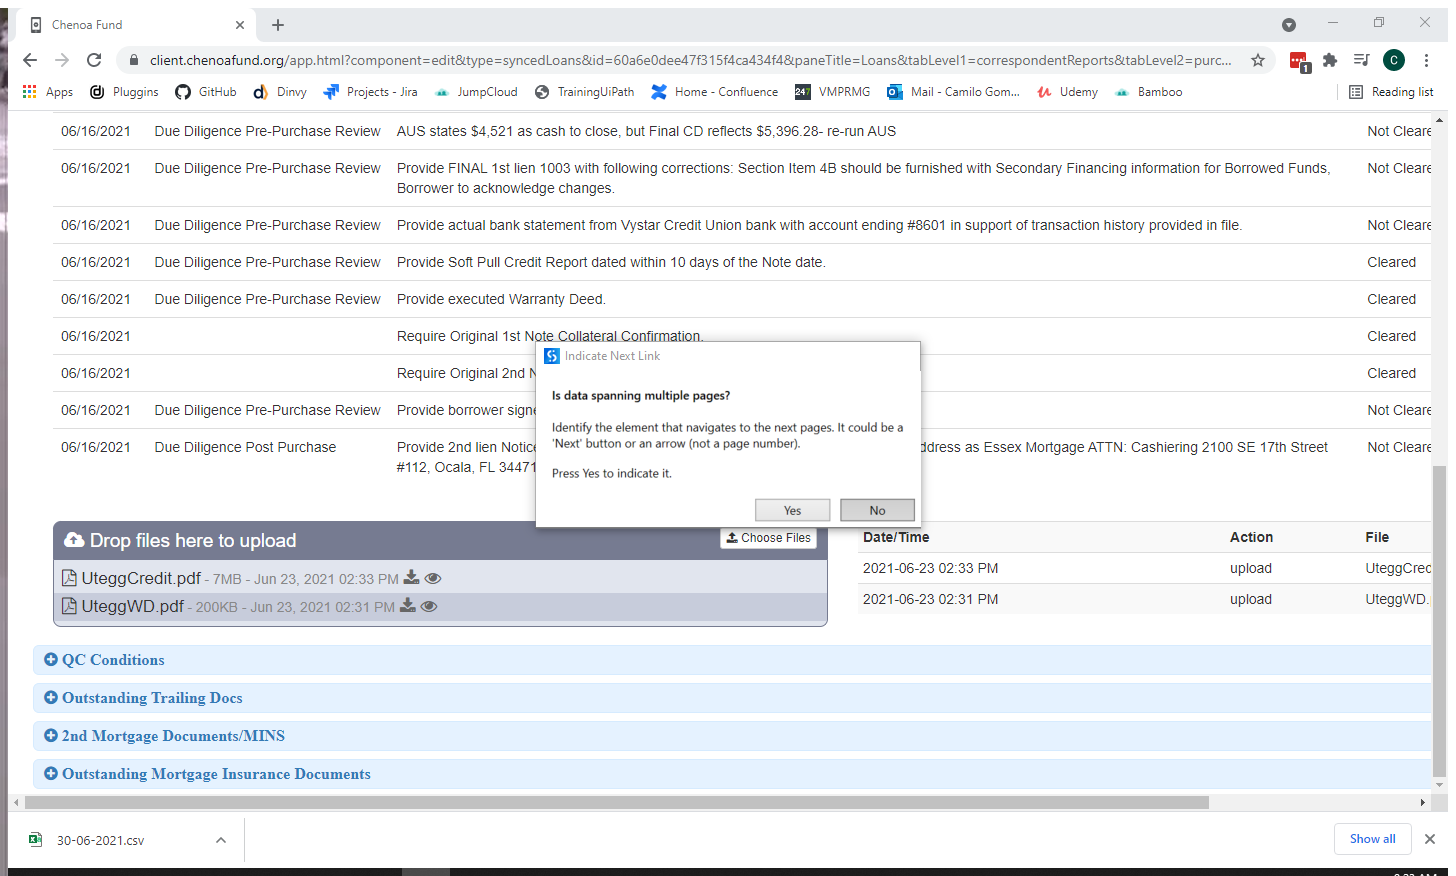 Chenoa Fund
client.chenoafund.org/app.html?component=edit&type=syncedLoans&id=60a6e0dee47f315f4ca434f4&paneTitle=Loans&tabLevel1=correspondentReports&tabLevel2=purc...
1
C
Apps Pluggins GitHub Dinvy Projects - Jira JumpCloud TrainingUiPath Home - Confluence 247 VMPRMG Mail - Camilo Gom... Udemy Bamboo Reading list
06/16/2021 Due Diligence Pre-Purchase Review AUS states $4,521 as cash to close, but Final CD reflects $5,396.28- re-run AUS Not Cleare
06/16/2021 Due Diligence Pre-Purchase Review Provide FINAL 1st lien 1003 with following corrections: Section Item 4B should be furnished with Secondary Financing information for Borrowed Funds, Not Cleare
Borrower to acknowledge changes.
06/16/2021 Due Diligence Pre-Purchase Review Provide actual bank statement from Vystar Credit Union bank with account ending #8601 in support of transaction history provided in file. Not Cleare
06/16/2021 Due Diligence Pre-Purchase Review Provide Soft Pull Credit Report dated within 10 days of the Note date. Cleared
06/16/2021 Due Diligence Pre-Purchase Review Provide executed Warranty Deed. Cleared
06/16/2021 Require Original 1st Note Collateral Confirmation. Cleared
06/16/2021 Require Original 2nd N Cleared
06/16/2021 Due Diligence Pre-Purchase Review Provide borrower signe Not Cleare
06/16/2021 Due Diligence Post Purchase Provide 2nd lien Notice ddress as Essex Mortgage ATTN: Cashiering 2100 SE 17th Street Not Cleare
#112, Ocala, FL 34471
Indicate Next Link
Is data spanning multiple pages?
Identify the element that navigates to the next pages. It could be a
'Next' button or an arrow (not a page number).
Press Yes to indicate it.
Yes No
Drop files here to upload Choose Files
UteggCredit.pdf - 7MB - Jun 23, 2021 02:33 PM
UteggWD.pdf - 200KB - Jun 23, 2021 02:31 PM
Date/Time Action File
2021-06-23 02:33 PM upload UteggCred
2021-06-23 02:31 PM upload UteggWD.
QC Conditions
Outstanding Trailing Docs
2nd Mortgage Documents/MINS
Outstanding Mortgage Insurance Documents
30-06-2021.csv Show all